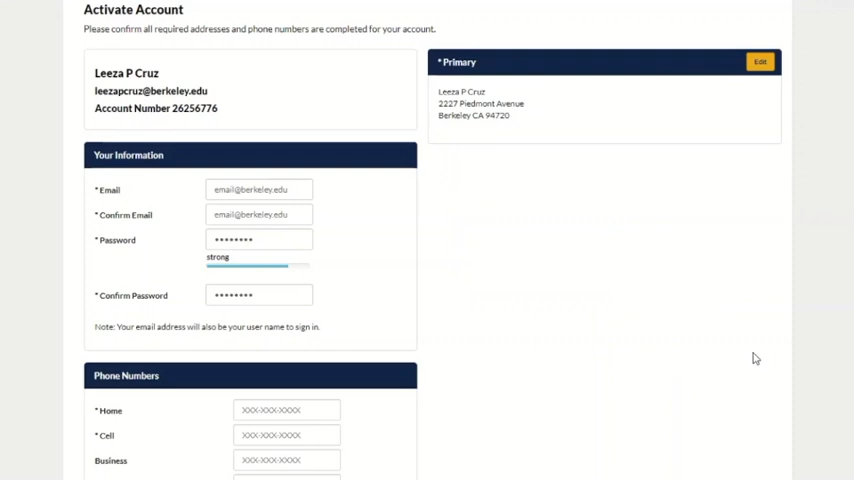 Activate Account
Please confirm all required addresses and phone numbers are completed for your account.
Leeza P Cruz
leezapcruz@berkeley.edu
Account Number 26256776
* Primary
Edit
Leeza P Cruz
2227 Piedmont Avenue
Berkeley CA 94720
Your Information
* Email email@berkeley.edu
* Confirm Email email@berkeley.edu
* Password ••••••••
strong
* Confirm Password ••••••••
Note: Your email address will also be your user name to sign in.
Phone Numbers
* Home XXX-XXX-XXXX
* Cell XXX-XXX-XXXX
Business XXX-XXX-XXXX